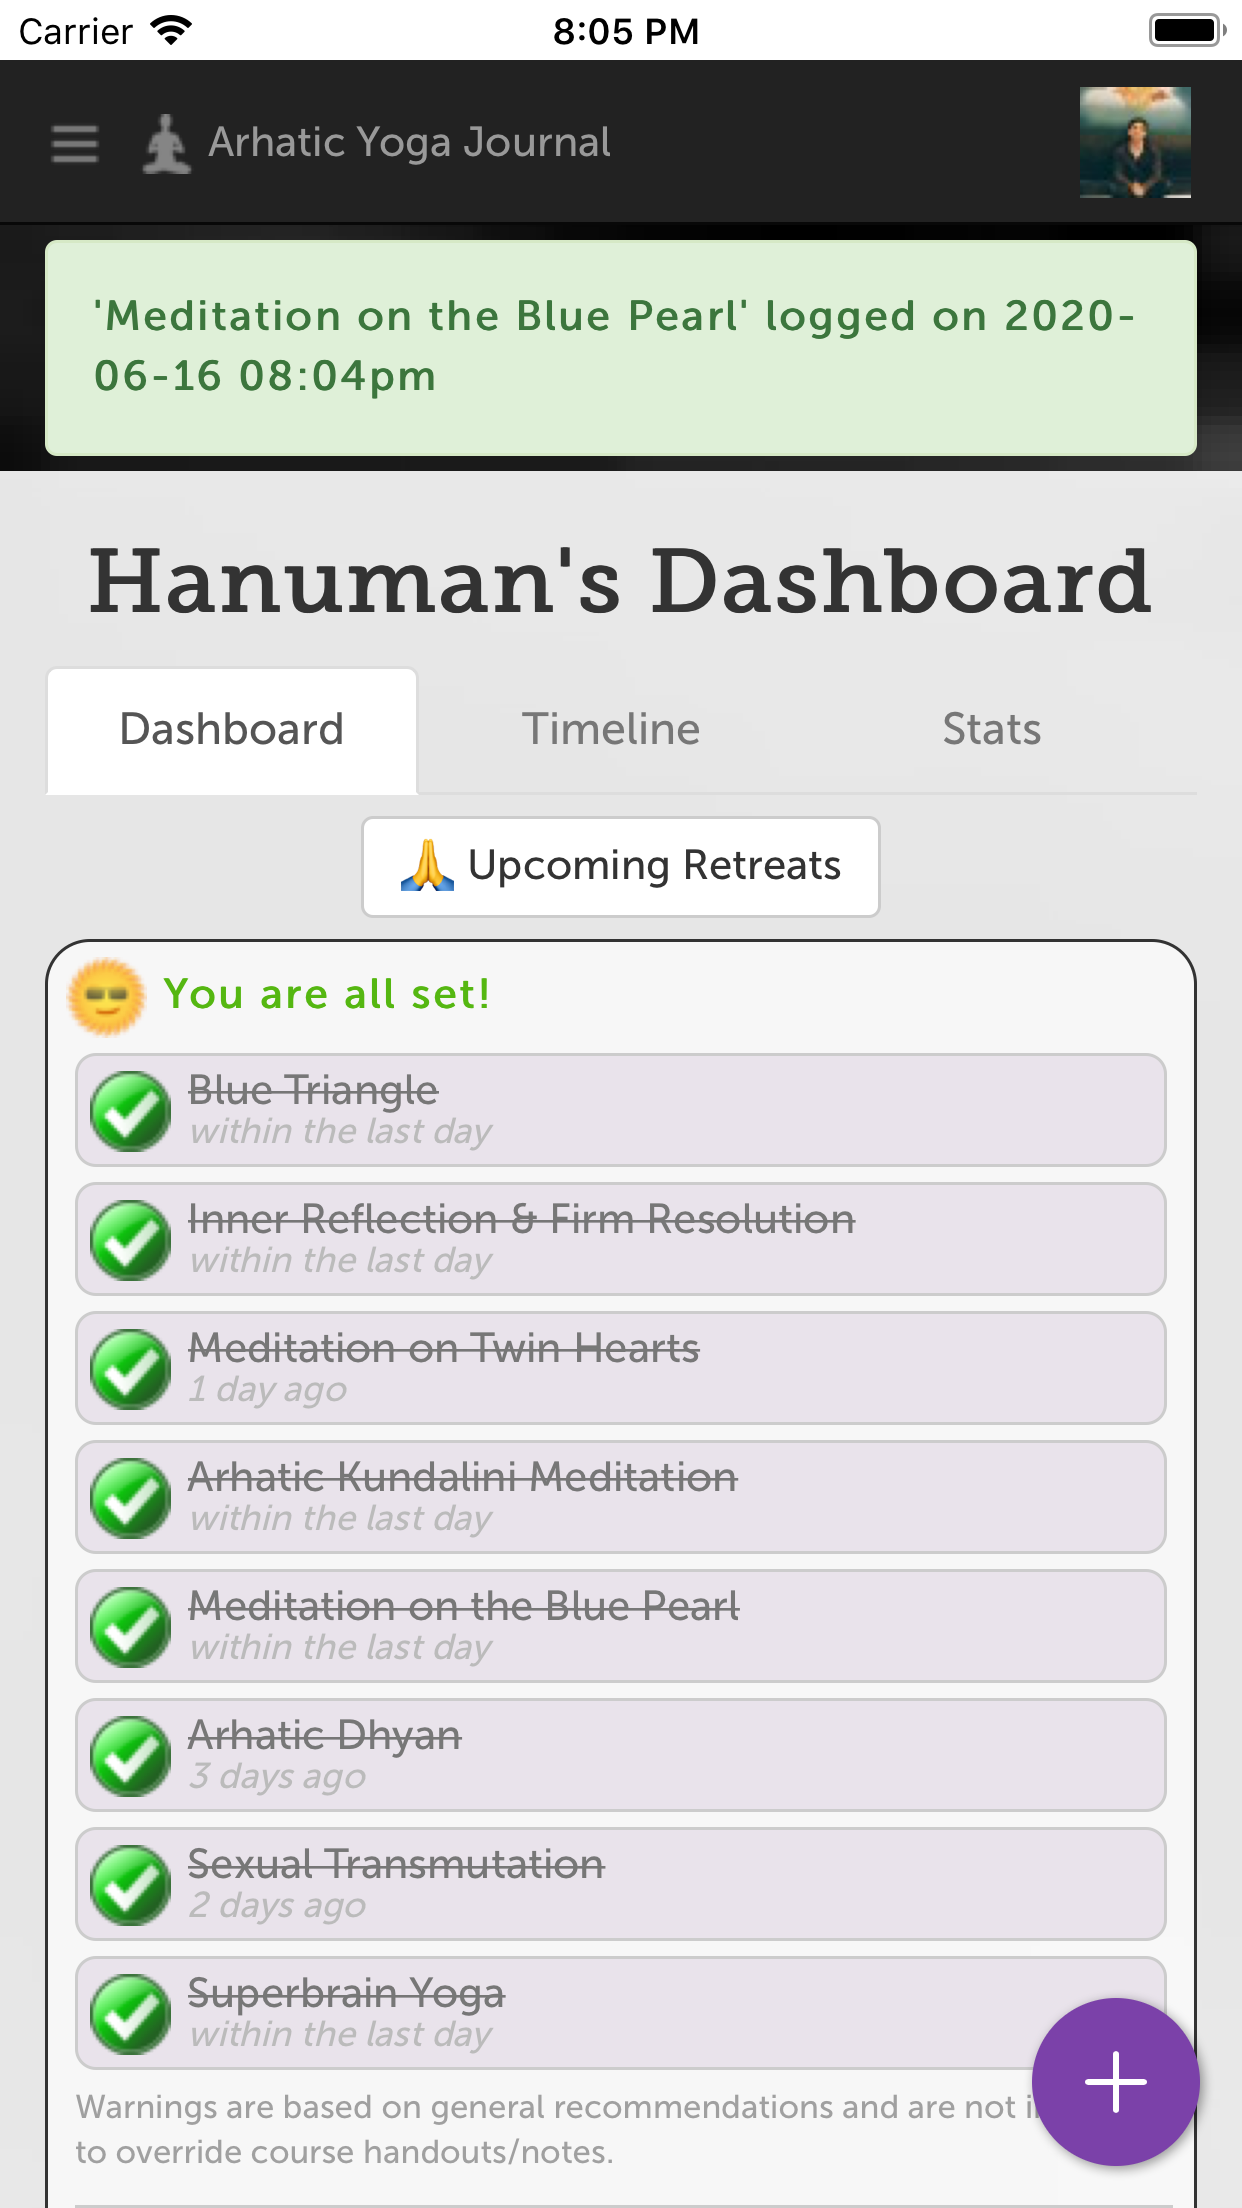 Carrier
8:05 PM
Arhatic Yoga Journal
'Meditation on the Blue Pearl' logged on 2020-
06-16 08:04pm
Hanuman's Dashboard
Dashboard
Timeline
Stats
Upcoming Retreats
You are all set!
Blue Triangle
within the last day
Inner Reflection & Firm Resolution
within the last day
Meditation on Twin Hearts
1 day ago
Arhatic Kundalini Meditation
within the last day
Meditation on the Blue Pearl
within the last day
Arhatic Dhyan
3 days ago
Sexual Transmutation
2 days ago
Superbrain Yoga
within the last day
Warnings are based on general recommendations and are not
to override course handouts/notes.